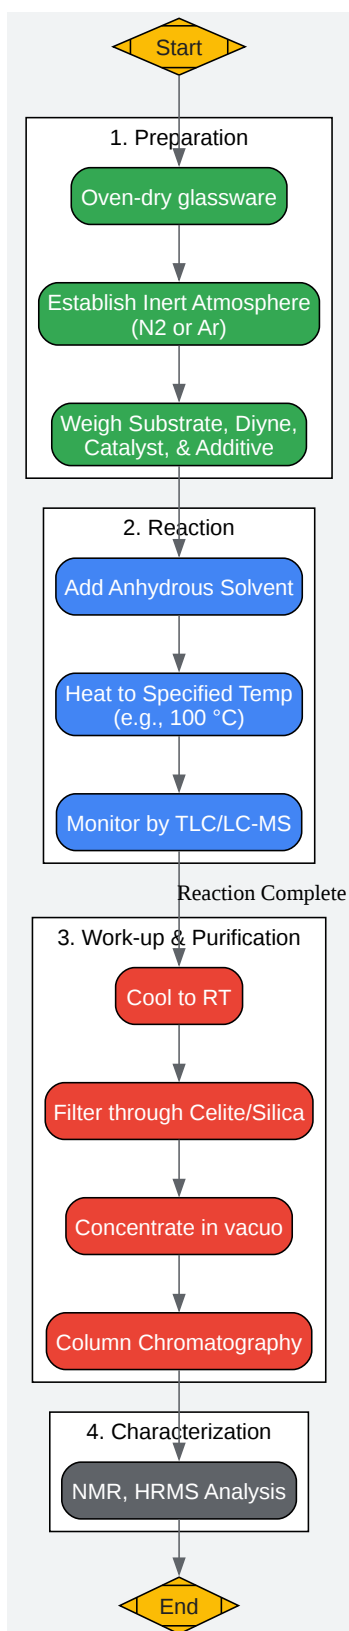 Start
1. Preparation
Oven-dry glassware
Establish Inert Atmosphere
(N2 or Ar)
Weigh Substrate, Diyne,
Catalyst, & Additive
2. Reaction
Add Anhydrous Solvent
Heat to Specified Temp
(e.g., 100 °C)
Monitor by TLC/LC-MS
Reaction Complete
3. Work-up & Purification
Cool to RT
Filter through Celite/Silica
Concentrate in vacuo
Column Chromatography
4. Characterization
NMR, HRMS Analysis
End